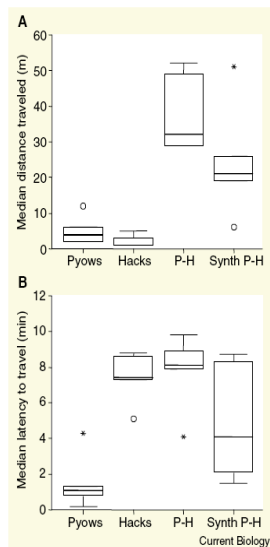 A
Median distance traveled (m)
60
50
40
30
20
10
0
Pyows Hacks P-H Synth P-H
B
Median latency to travel (min)
12
10
8
6
4
2
0
Pyows Hacks P-H Synth P-H
Current Biology